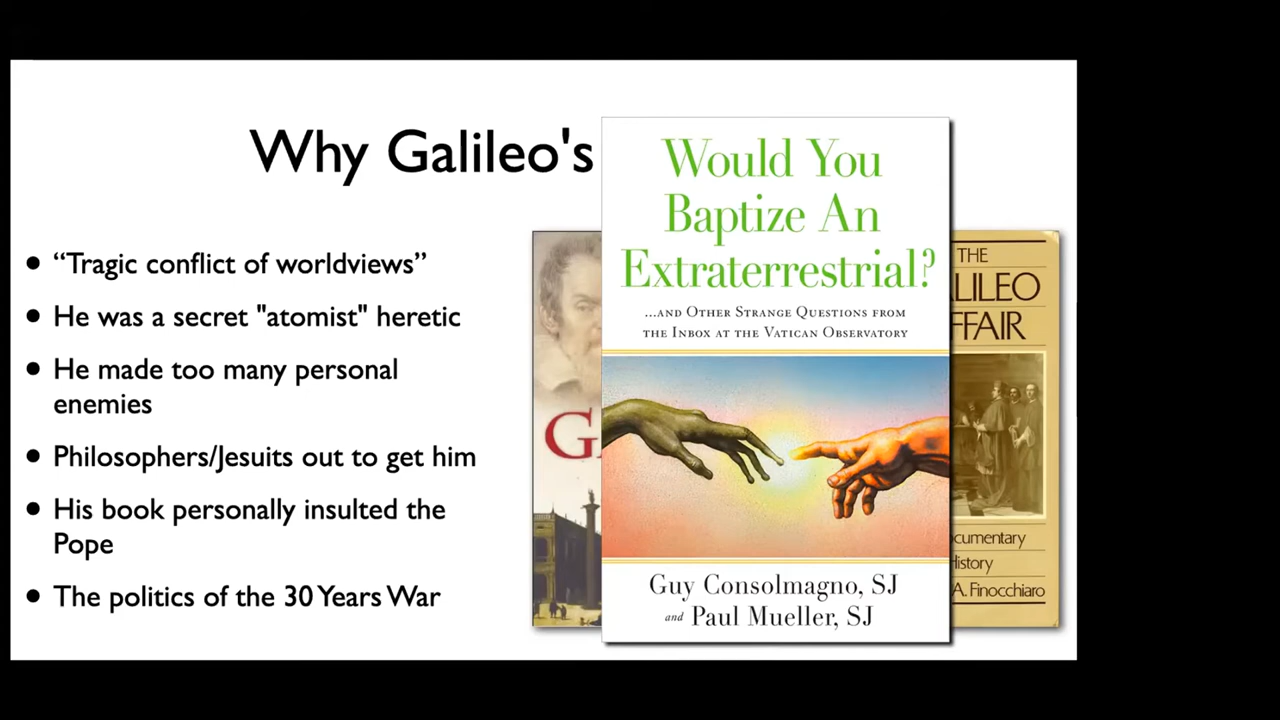 Why Galileo's
• “Tragic conflict of worldviews”
• He was a secret "atomist" heretic
• He made too many personal
enemies
• Philosophers/Jesuits out to get him
• His book personally insulted the
Pope
• The politics of the 30 Years War
Would You
Baptize An
Extraterrestrial?
...and Other Strange Questions from
the Inbox at the Vatican Observatory
Guy Consolmagno, SJ
and Paul Mueller, SJ
G
THE
LILEO
FFAIR
ocumentary
History
A. Finocchiaro